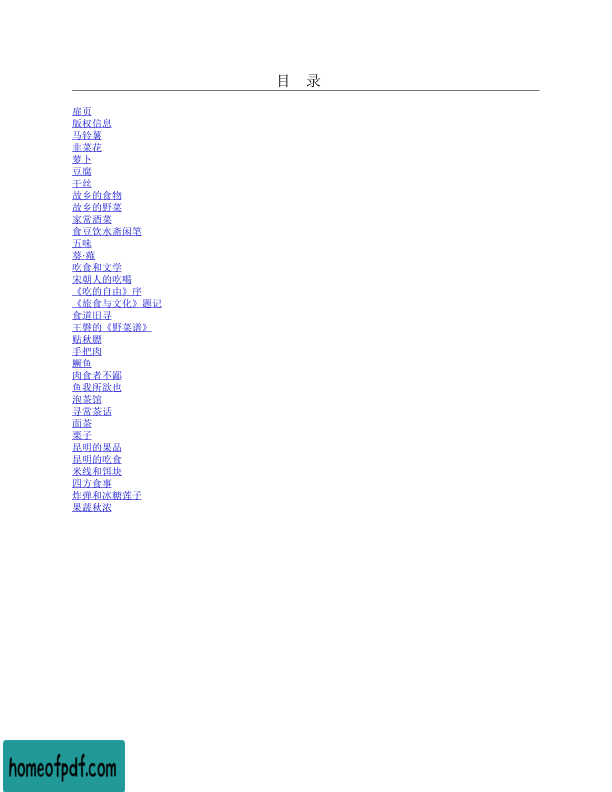 目 录
扉页
版权信息
马铃薯
韭菜花
萝卜
豆腐
干丝
故乡的食物
故乡的野菜
家常酒菜
食豆饮水斋闲笔
五味
葵·薤
吃食和文学
宋朝人的吃喝
《吃的自由》序
《旅食与文化》题记
食道旧寻
王磐的《野菜谱》
贴秋膘
手把肉
鳜鱼
肉食者不鄙
鱼我所欲也
泡茶馆
寻常茶话
面茶
栗子
昆明的果品
昆明的吃食
米线和饵块
四方食事
炸弹和冰糖莲子
果蔬秋浓
homeofpdf.com